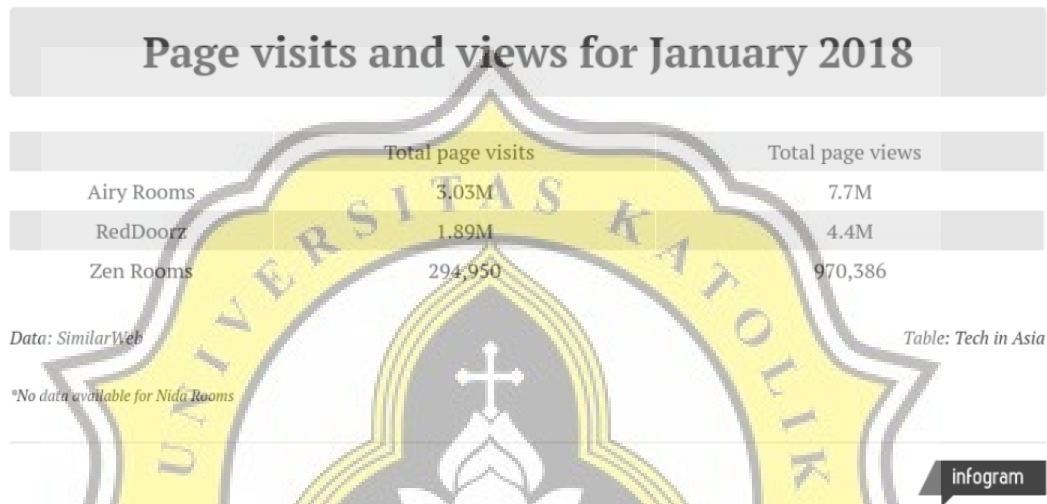 Page visits and views for January 2018
Total page visits Total page views
Airy Rooms 3.03M 7.7M
RedDoorz 1.89M 4.4M
Zen Rooms 294,950 970,386
Data: SimilarWeb Table: Tech in Asia
*No data available for Nida Rooms
UNIVERSITAS KATOLIK
infogram